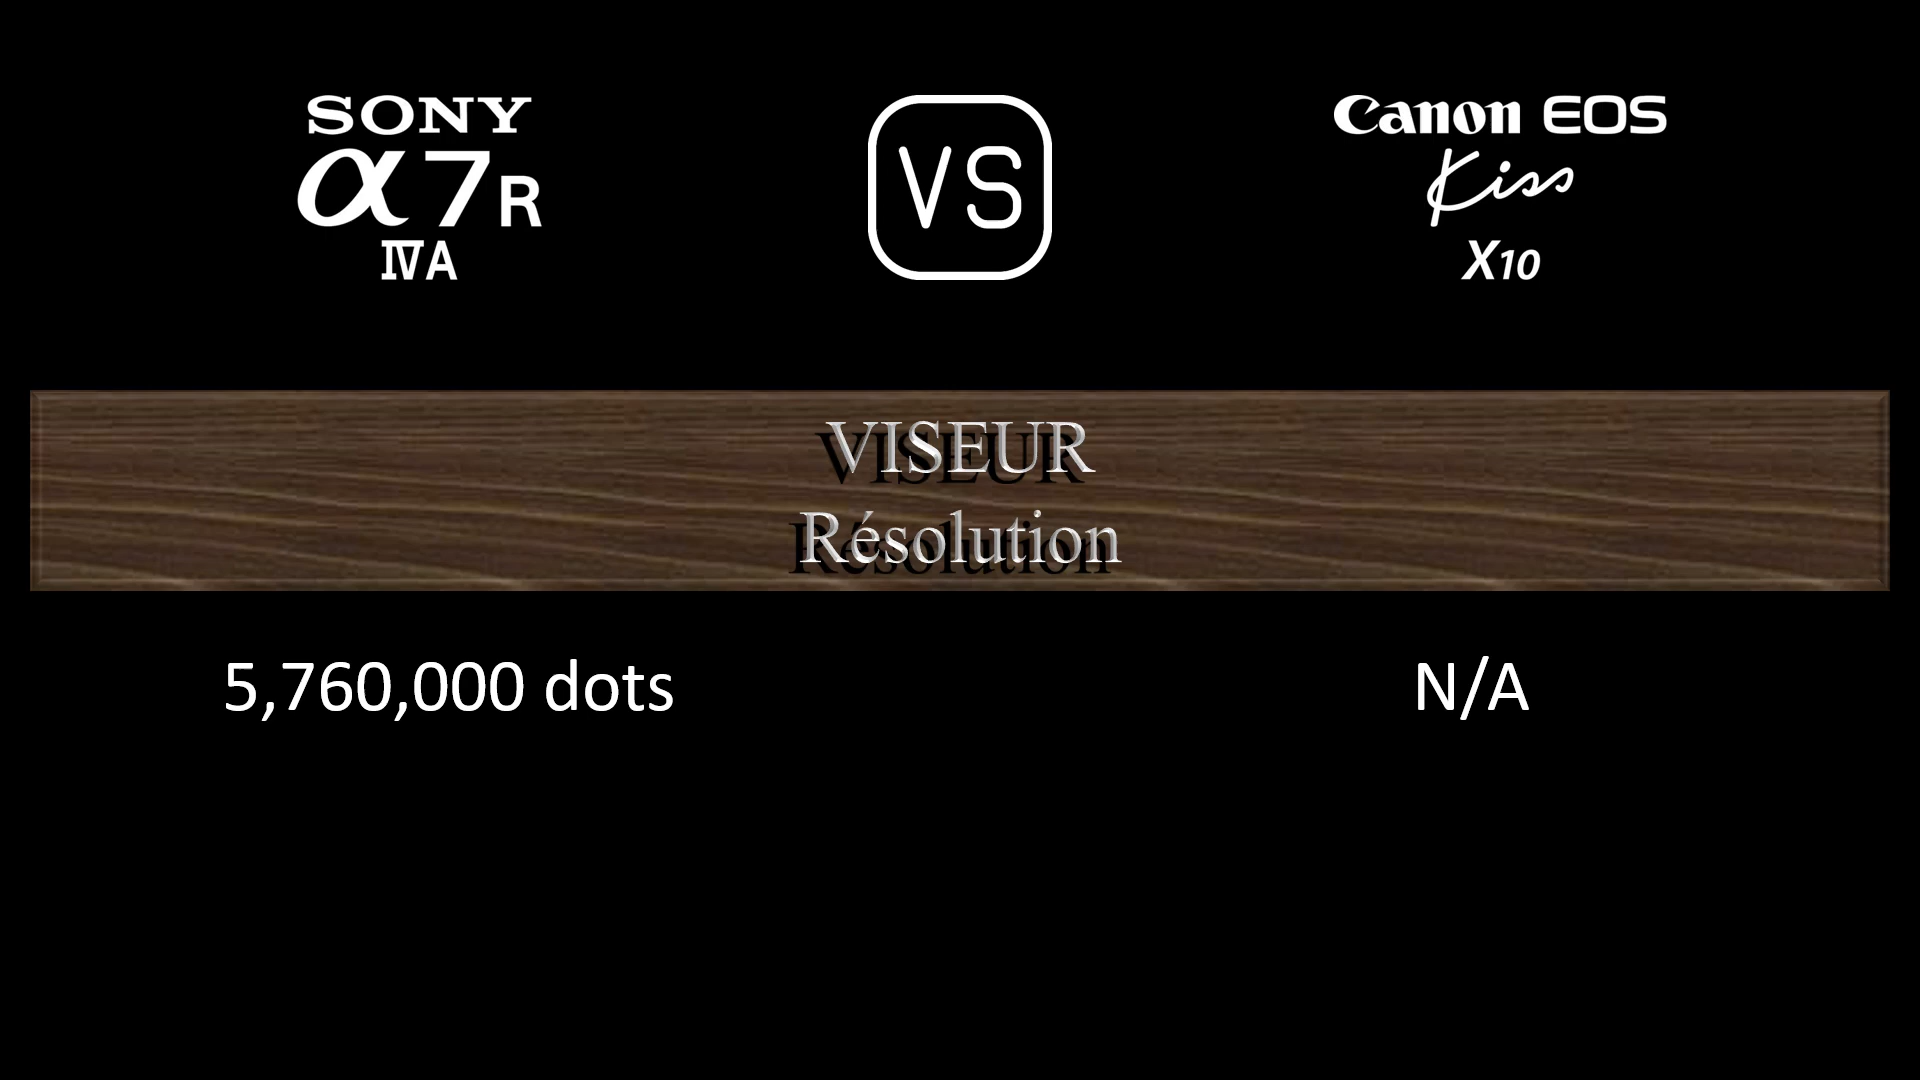 SONY
α7R
IVA
VS
Canon EOS
Kiss
X10
VISEUR
Résolution
5,760,000 dots
N/A